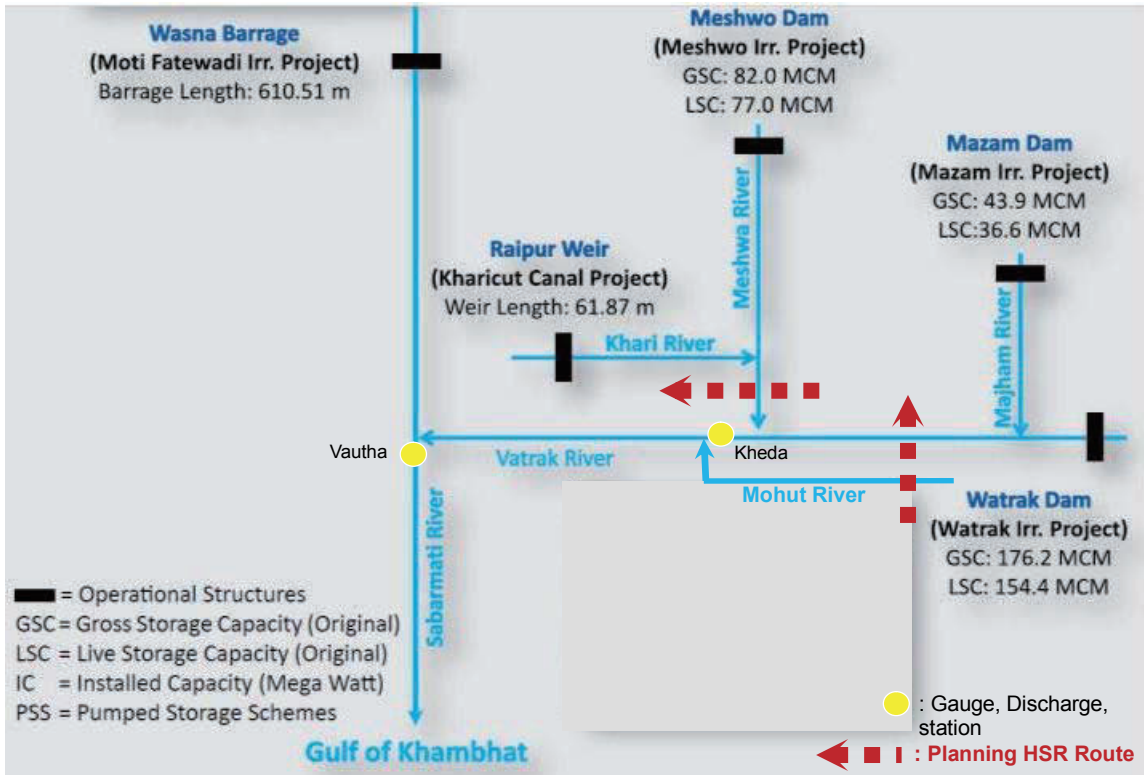 Wasna Barrage
(Moti Fatewadi Irr. Project)
Barrage Length: 610.51 m
Meshwo Dam
(Meshwo Irr. Project)
GSC: 82.0 MCM
LSC: 77.0 MCM
Mazam Dam
(Mazam Irr. Project)
GSC: 43.9 MCM
LSC:36.6 MCM
Meshwa River
Raipur Weir
(Kharicut Canal Project)
Weir Length: 61.87 m
Khari River
Majham River
Vautha
Vatrak River
Kheda
Mohut River
Watrak Dam
(Watrak Irr. Project)
GSC: 176.2 MCM
LSC: 154.4 MCM
Sabarmati River
= Operational Structures
GSC = Gross Storage Capacity (Original)
LSC = Live Storage Capacity (Original)
IC = Installed Capacity (Mega Watt)
PSS = Pumped Storage Schemes
Gulf of Khambhat
: Gauge, Discharge,
station
: Planning HSR Route